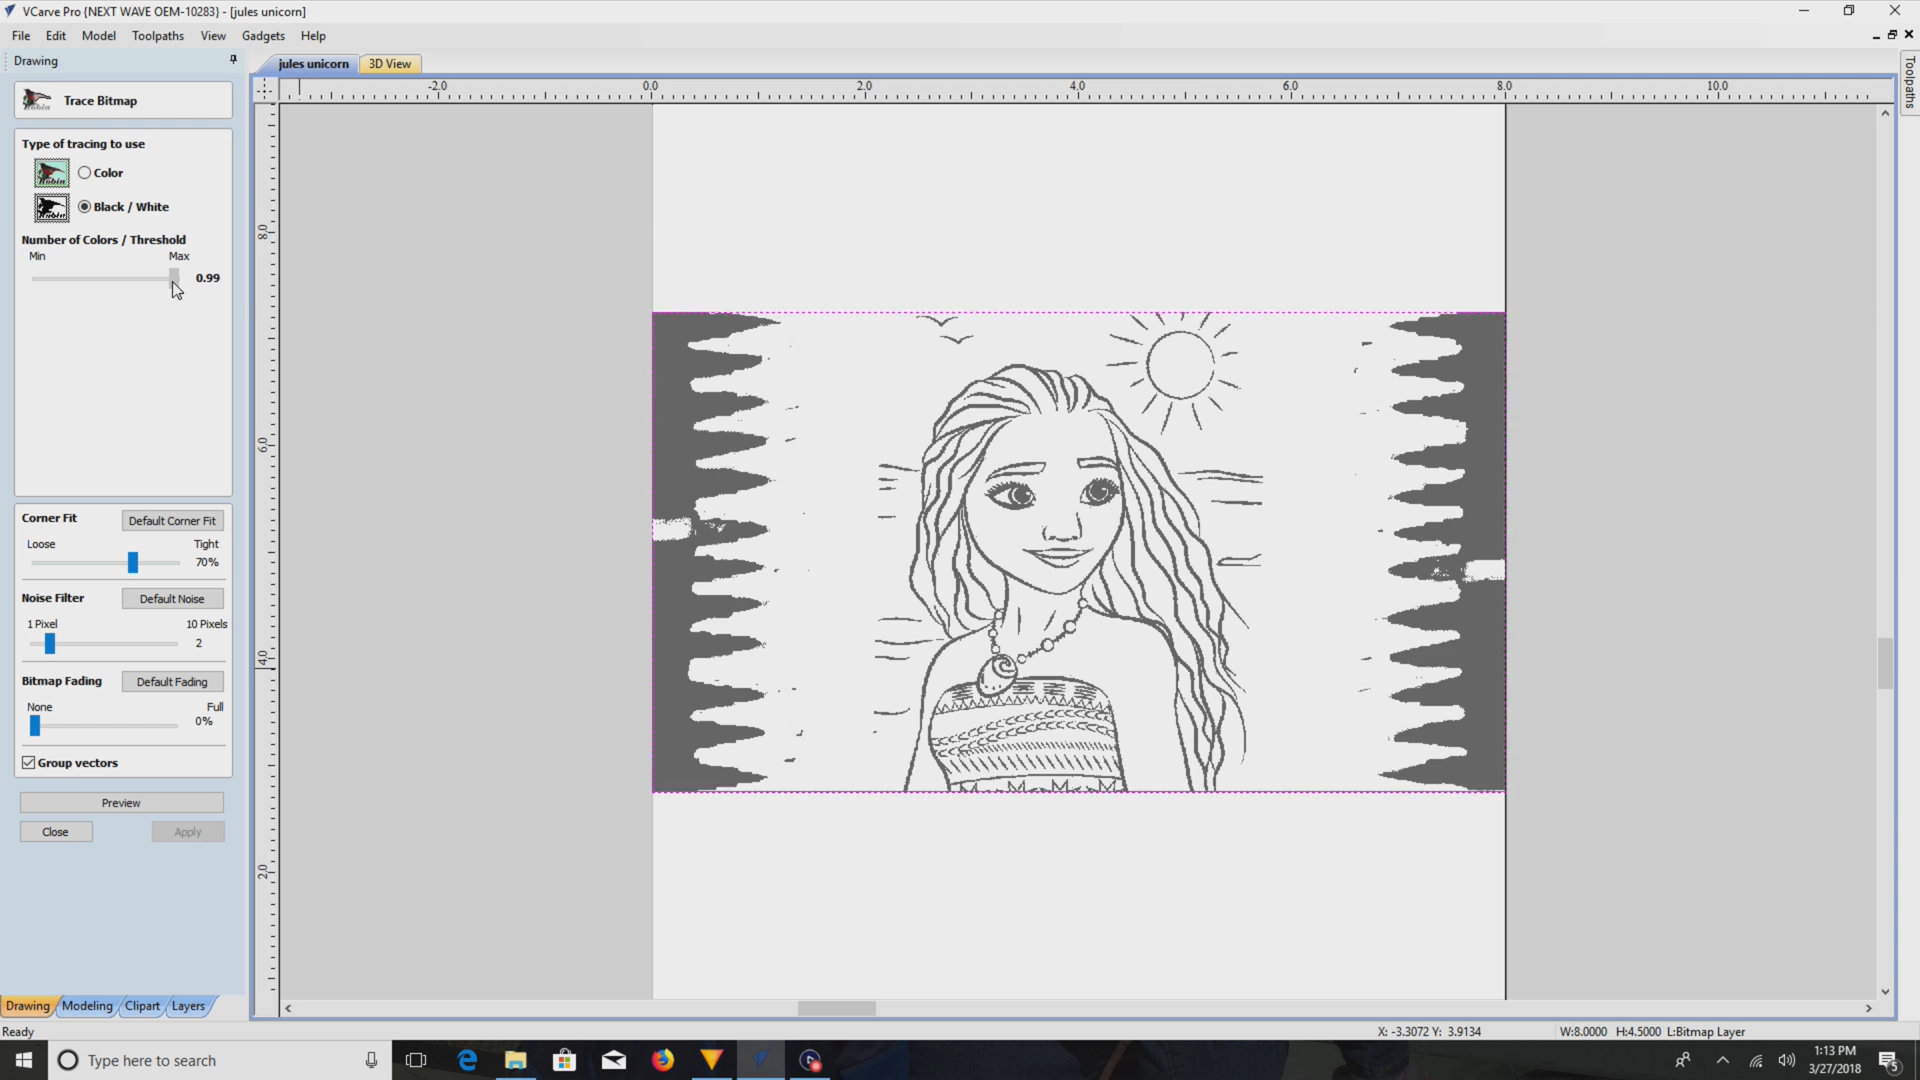 VCarve Pro {NEXT WAVE OEM-10283} - [jules unicorn]
File Edit Model Toolpaths View Gadgets Help
Drawing
jules unicorn 3D View
Toolpaths
-2.0 0.0 2.0 4.0 6.0 8.0 10.0
Trace Bitmap
Type of tracing to use
Robin Color
Robin Black / White
Number of Colors / Threshold
Min Max
0.99
8.0
6.0
4.0
2.0
Corner Fit Default Corner Fit
Loose Tight
70%
Noise Filter Default Noise
1 Pixel 10 Pixels
2
Bitmap Fading Default Fading
None Full
0%
Group vectors
Preview
Close Apply
Drawing Modeling Clipart Layers
Ready X: -3.3072 Y: 3.9134 W:8.0000 H:4.5000 L:Bitmap Layer
Type here to search
1:13 PM
3/27/2018
5